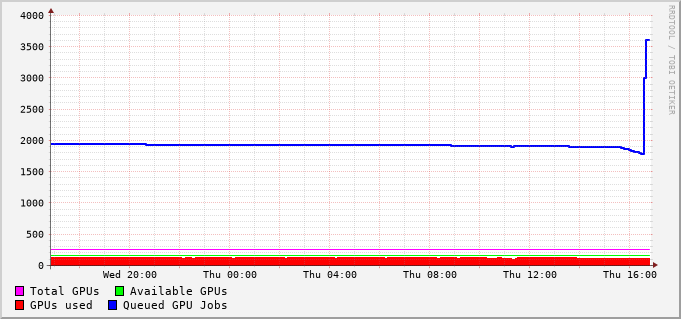 RRDTOOL / TOBI OETIKER
4000
3500
3000
2500
2000
1500
1000
500
0
Wed 20:00 Thu 00:00 Thu 04:00 Thu 08:00 Thu 12:00 Thu 16:00
Total GPUs Available GPUs
GPUs used Queued GPU Jobs